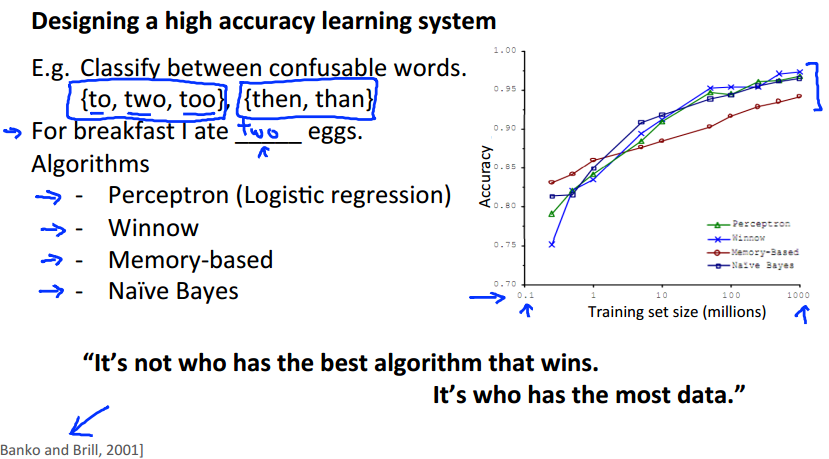 Designing a high accuracy learning system
E.g. Classify between confusable words.
{to, two, too}, {then, than}
For breakfast I ate two eggs.
Algorithms
- Perceptron (Logistic regression)
- Winnow
- Memory-based
- Naïve Bayes
1.00
0.95
0.90
0.85
0.80
0.75
0.70
Accuracy
Perceptron
Winnow
Memory-Based
Naïve Bayes
0.1 1 10 100 1000
Training set size (millions)
“It’s not who has the best algorithm that wins.
It’s who has the most data.”
Banko and Brill, 2001]